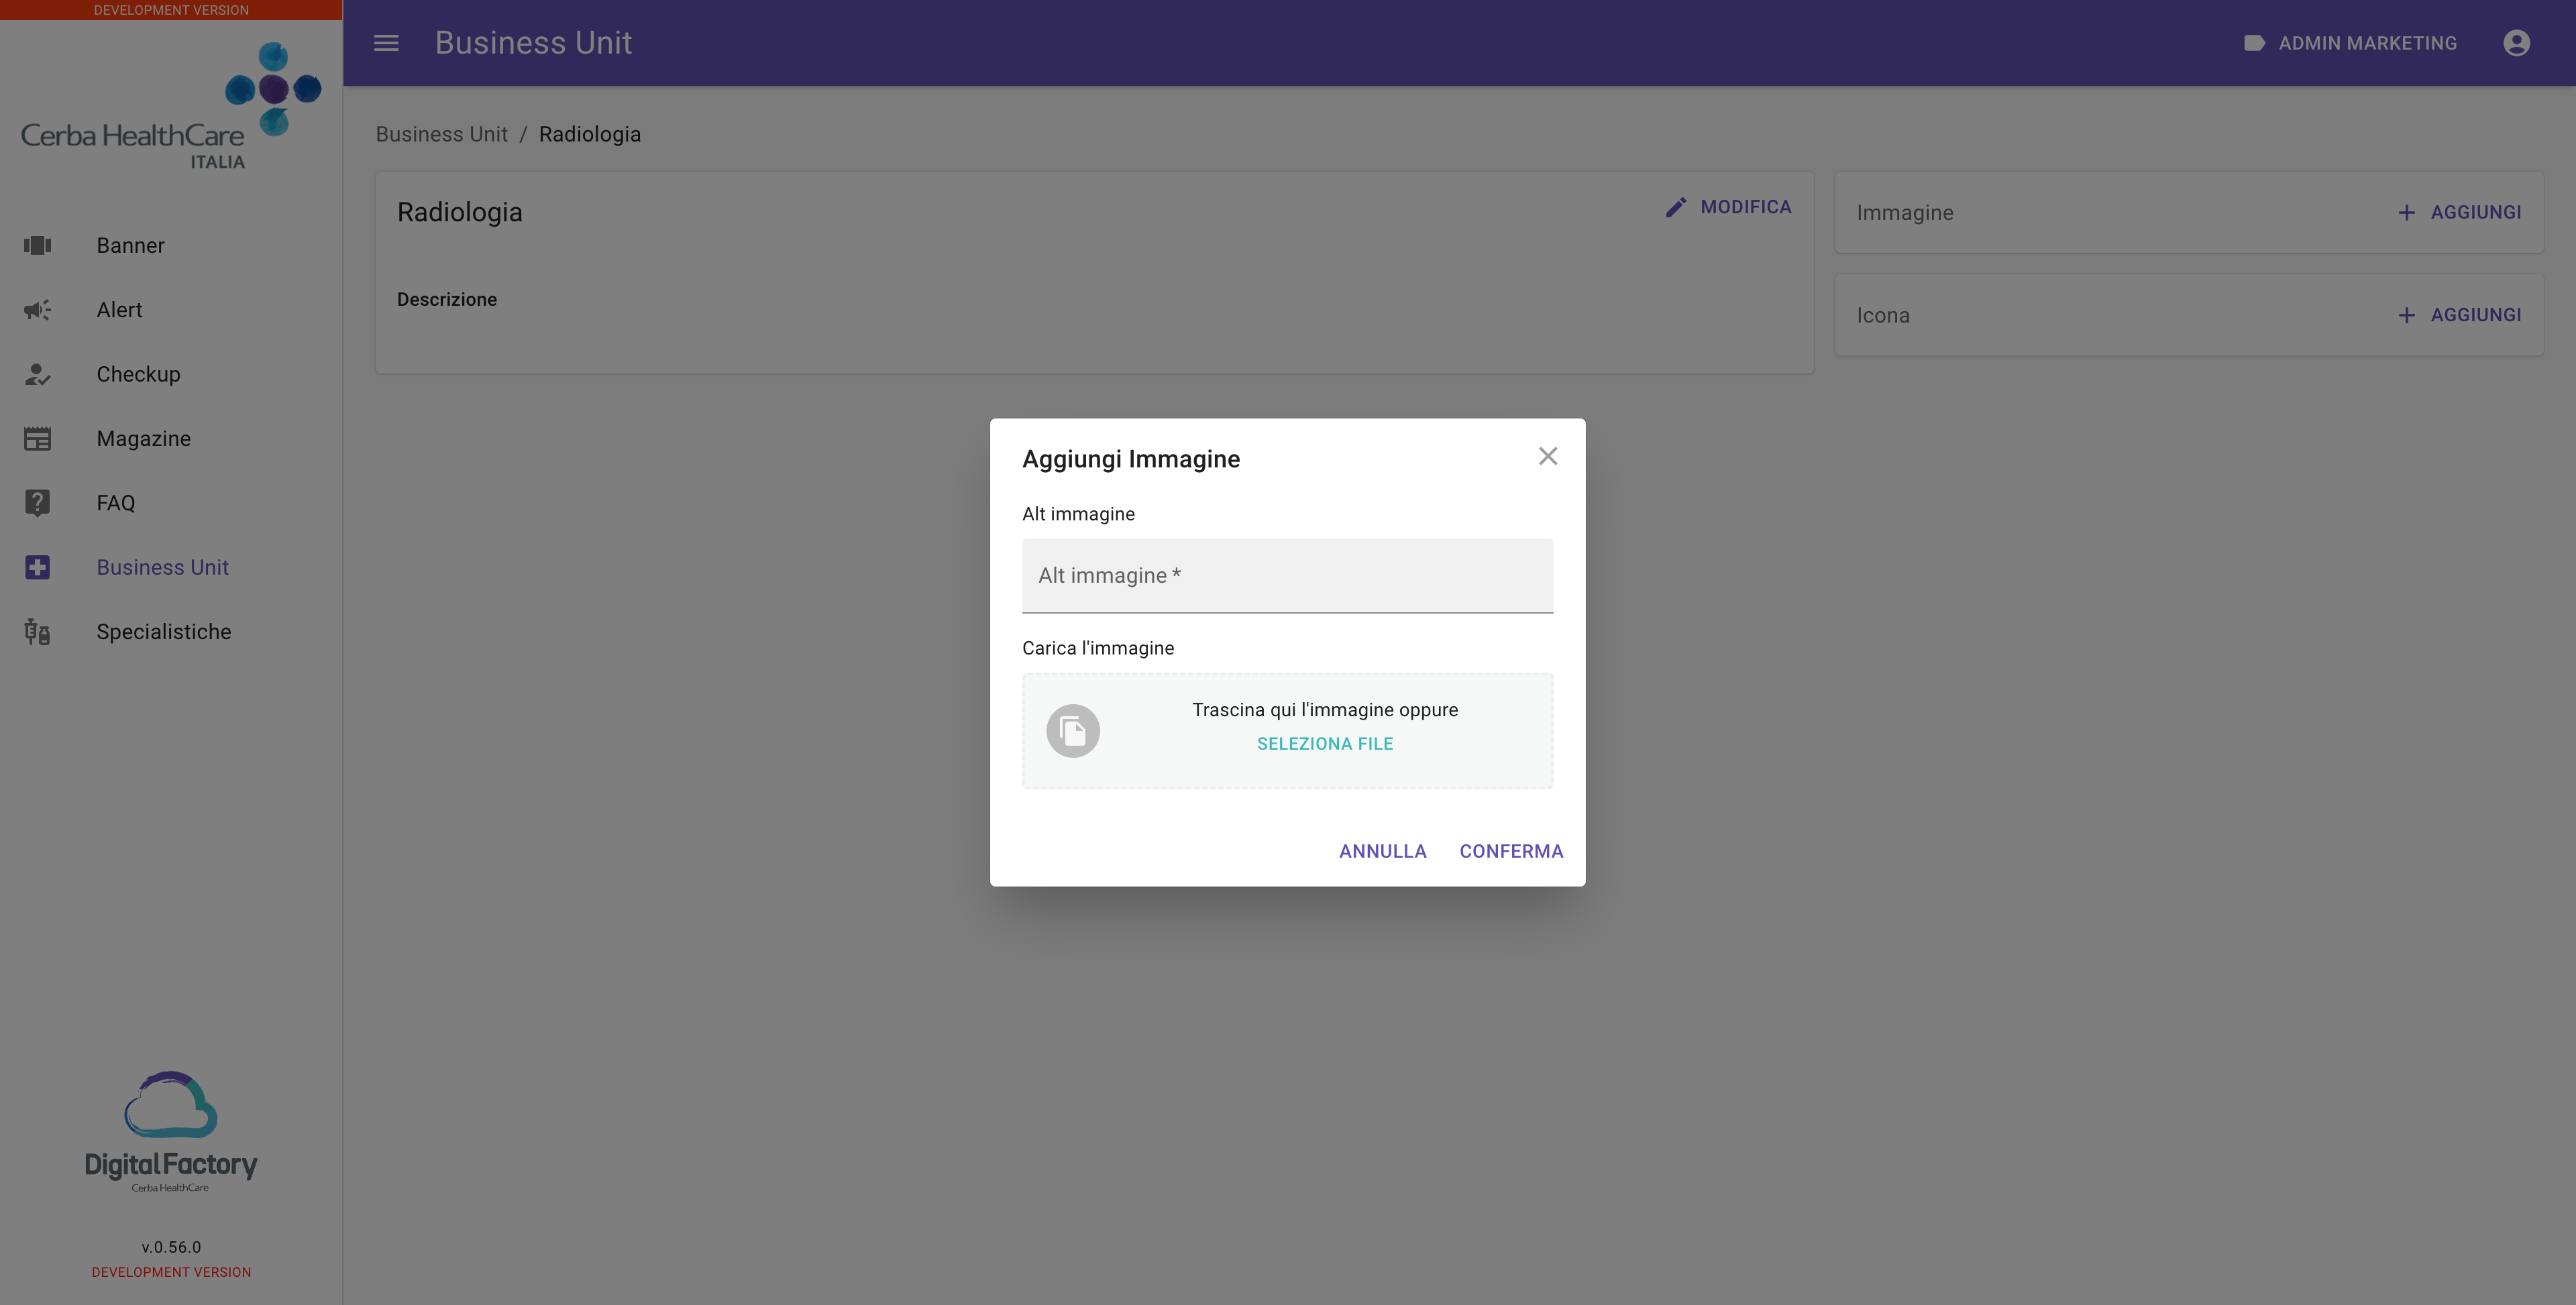 DEVELOPMENT VERSION
Cerba HealthCare
ITALIA
Banner
Alert
Checkup
Magazine
FAQ
Business Unit
Specialistiche
DigitalFactory
Cerba HealthCare
v.0.56.0
DEVELOPMENT VERSION
Business Unit
ADMIN MARKETING
Business Unit / Radiologia
Radiologia
MODIFICA
Descrizione
Immagine
AGGIUNGI
Icona
AGGIUNGI
Aggiungi Immagine
Alt immagine
Alt immagine *
Carica l'immagine
Trascina qui l'immagine oppure
SELEZIONA FILE
ANNULLA
CONFERMA